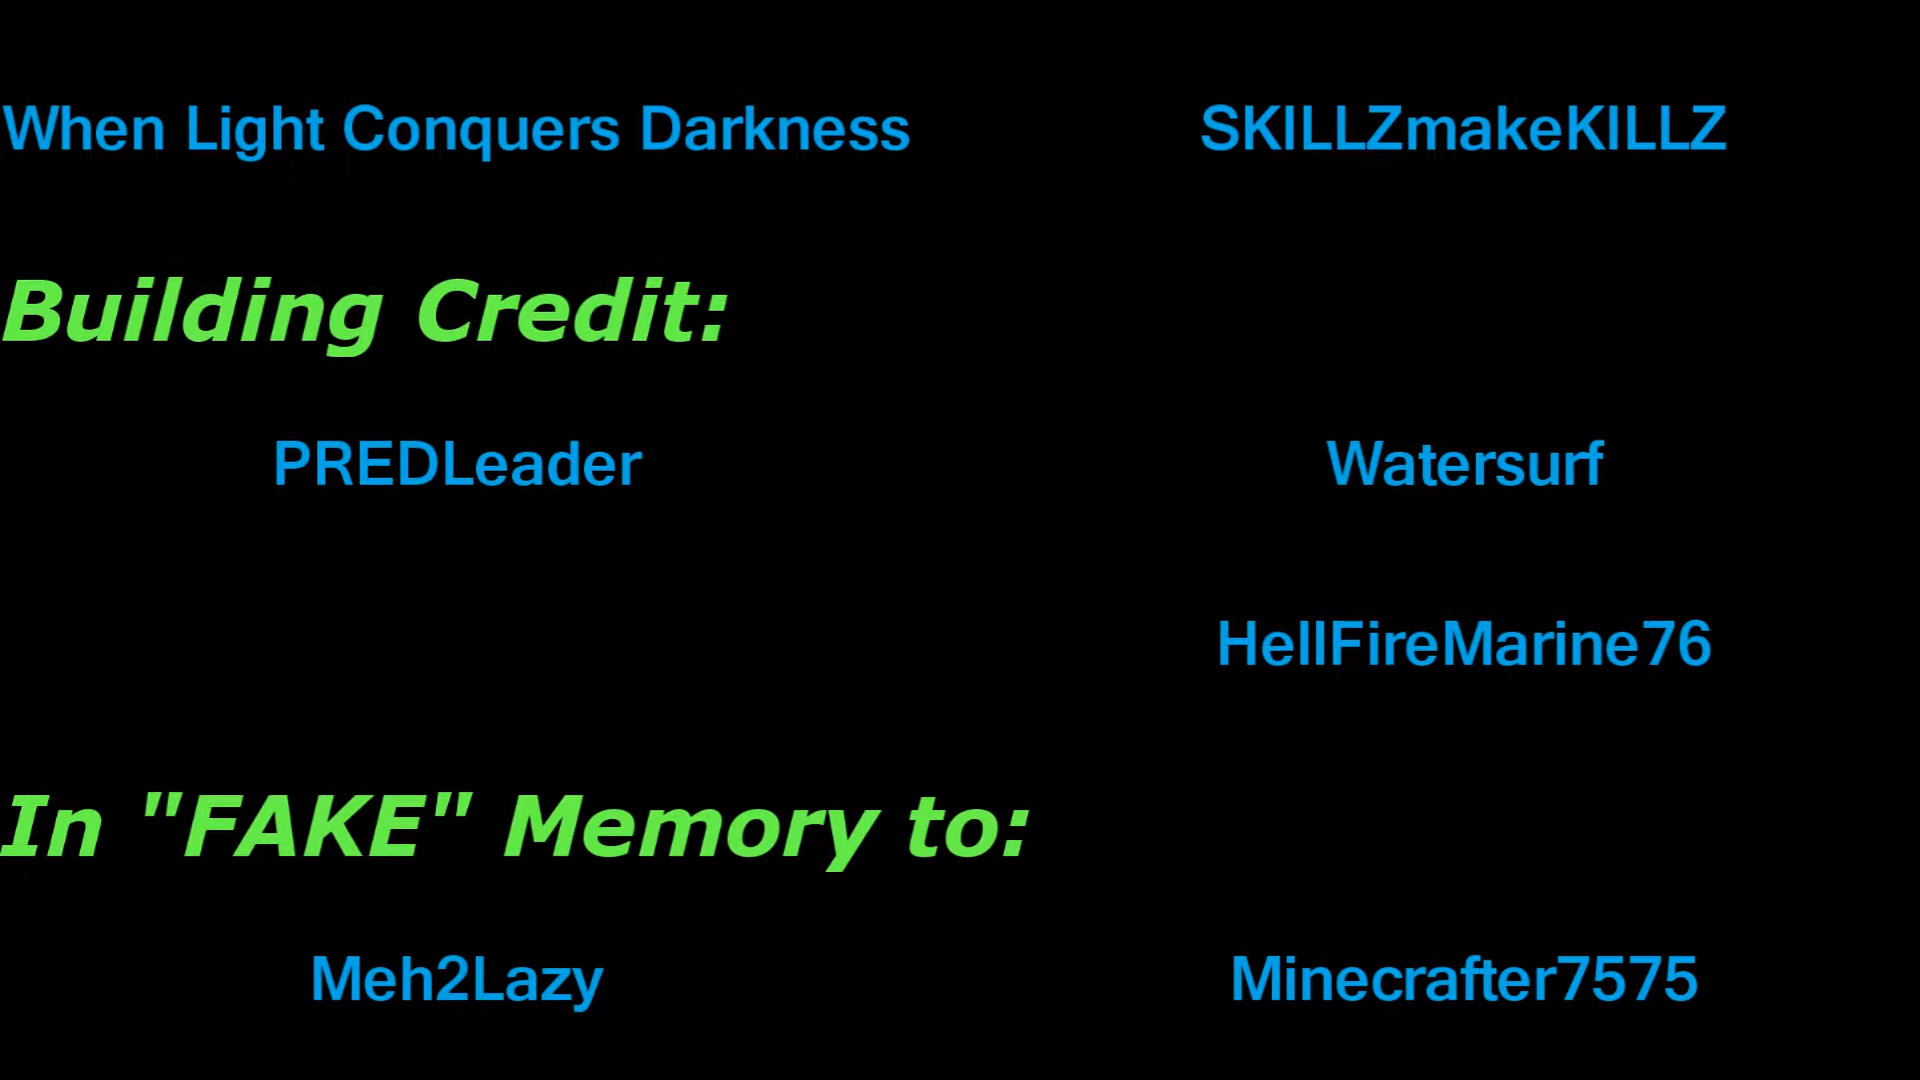 When Light Conquers Darkness SKILLZmakeKILLZ
Building Credit:
PREDLeader Watersurf
HellFireMarine76
In "FAKE" Memory to:
Meh2Lazy Minecrafter7575